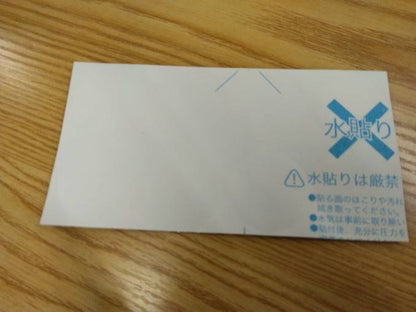 水貼り
水貼りは厳禁
●貼る面のほこりや汚れ
拭き取ってください。
●水気は事前に取り除い
●貼付後、充分に圧力を